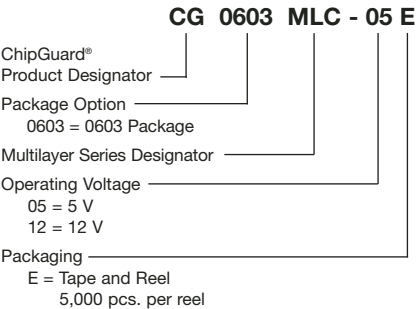 CG 0603 MLC - 05 E
ChipGuard®
Product Designator
Package Option
0603 = 0603 Package
Multilayer Series Designator
Operating Voltage
05 = 5 V
12 = 12 V
Packaging
E = Tape and Reel
5,000 pcs. per reel